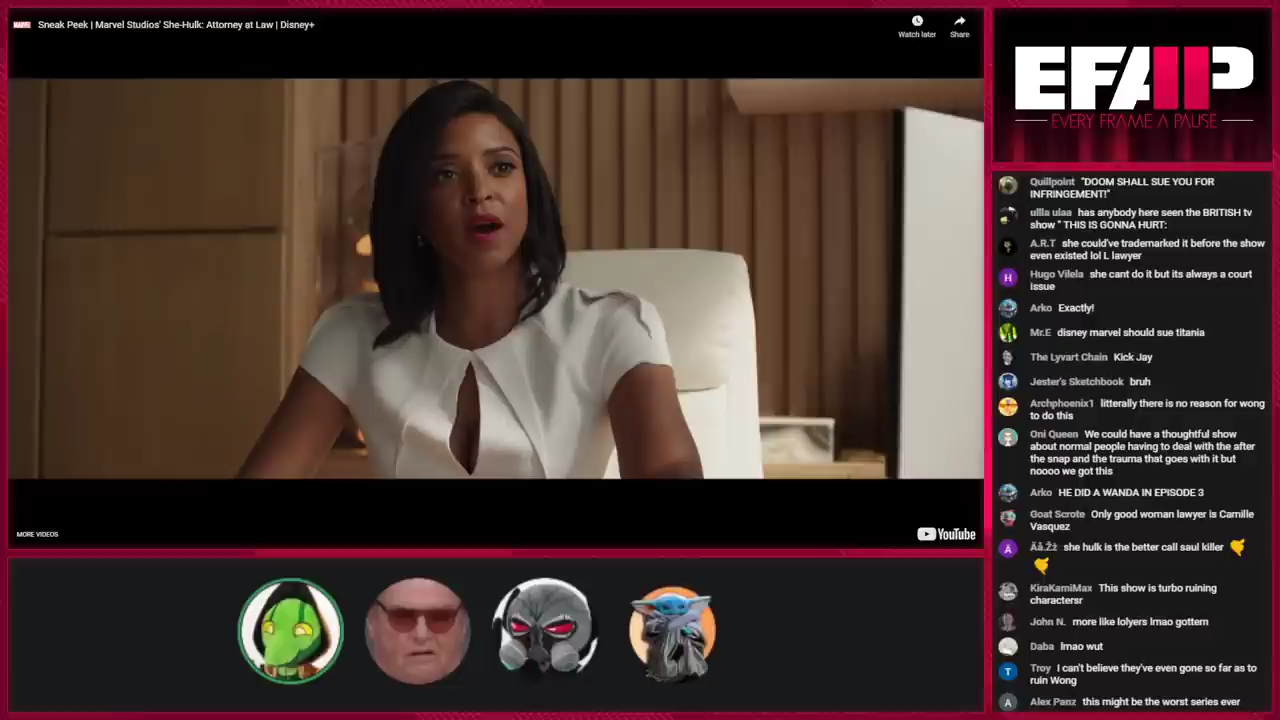 MARVEL
Sneak Peek | Marvel Studios' She-Hulk: Attorney at Law | Disney+
Watch later
Share
MORE VIDEOS
YouTube
EFAP
EVERY FRAME A PAUSE
Quillpoint "DOOM SHALL SUE YOU FOR
INFRINGEMENT!"
ullla ulaa has anybody here seen the BRITISH tv
show " THIS IS GONNA HURT:
A.R.T she could've trademarked it before the show
even existed lol L lawyer
H
Hugo Vilela she cant do it but its always a court
issue
Arko Exactly!
Mr.E disney marvel should sue titania
The Lyvart Chain Kick Jay
Jester's Sketchbook bruh
Archphoenix1 litterally there is no reason for wong
to do this
Oni Queen We could have a thoughtful show
about normal people having to deal with the after
the snap and the trauma that goes with it but
noooo we got this
Arko HE DID A WANDA IN EPISODE 3
Goat Scrote Only good woman lawyer is Camille
Vasquez
she hulk is the better call saul killer
KiraKamiMax This show is turbo ruining
charactersr
John N. more like lolyers lmao gottem
Daba lmao wut
T
Troy I can't believe they've even gone so far as to
ruin Wong
A
Alex Panz this might be the worst series ever